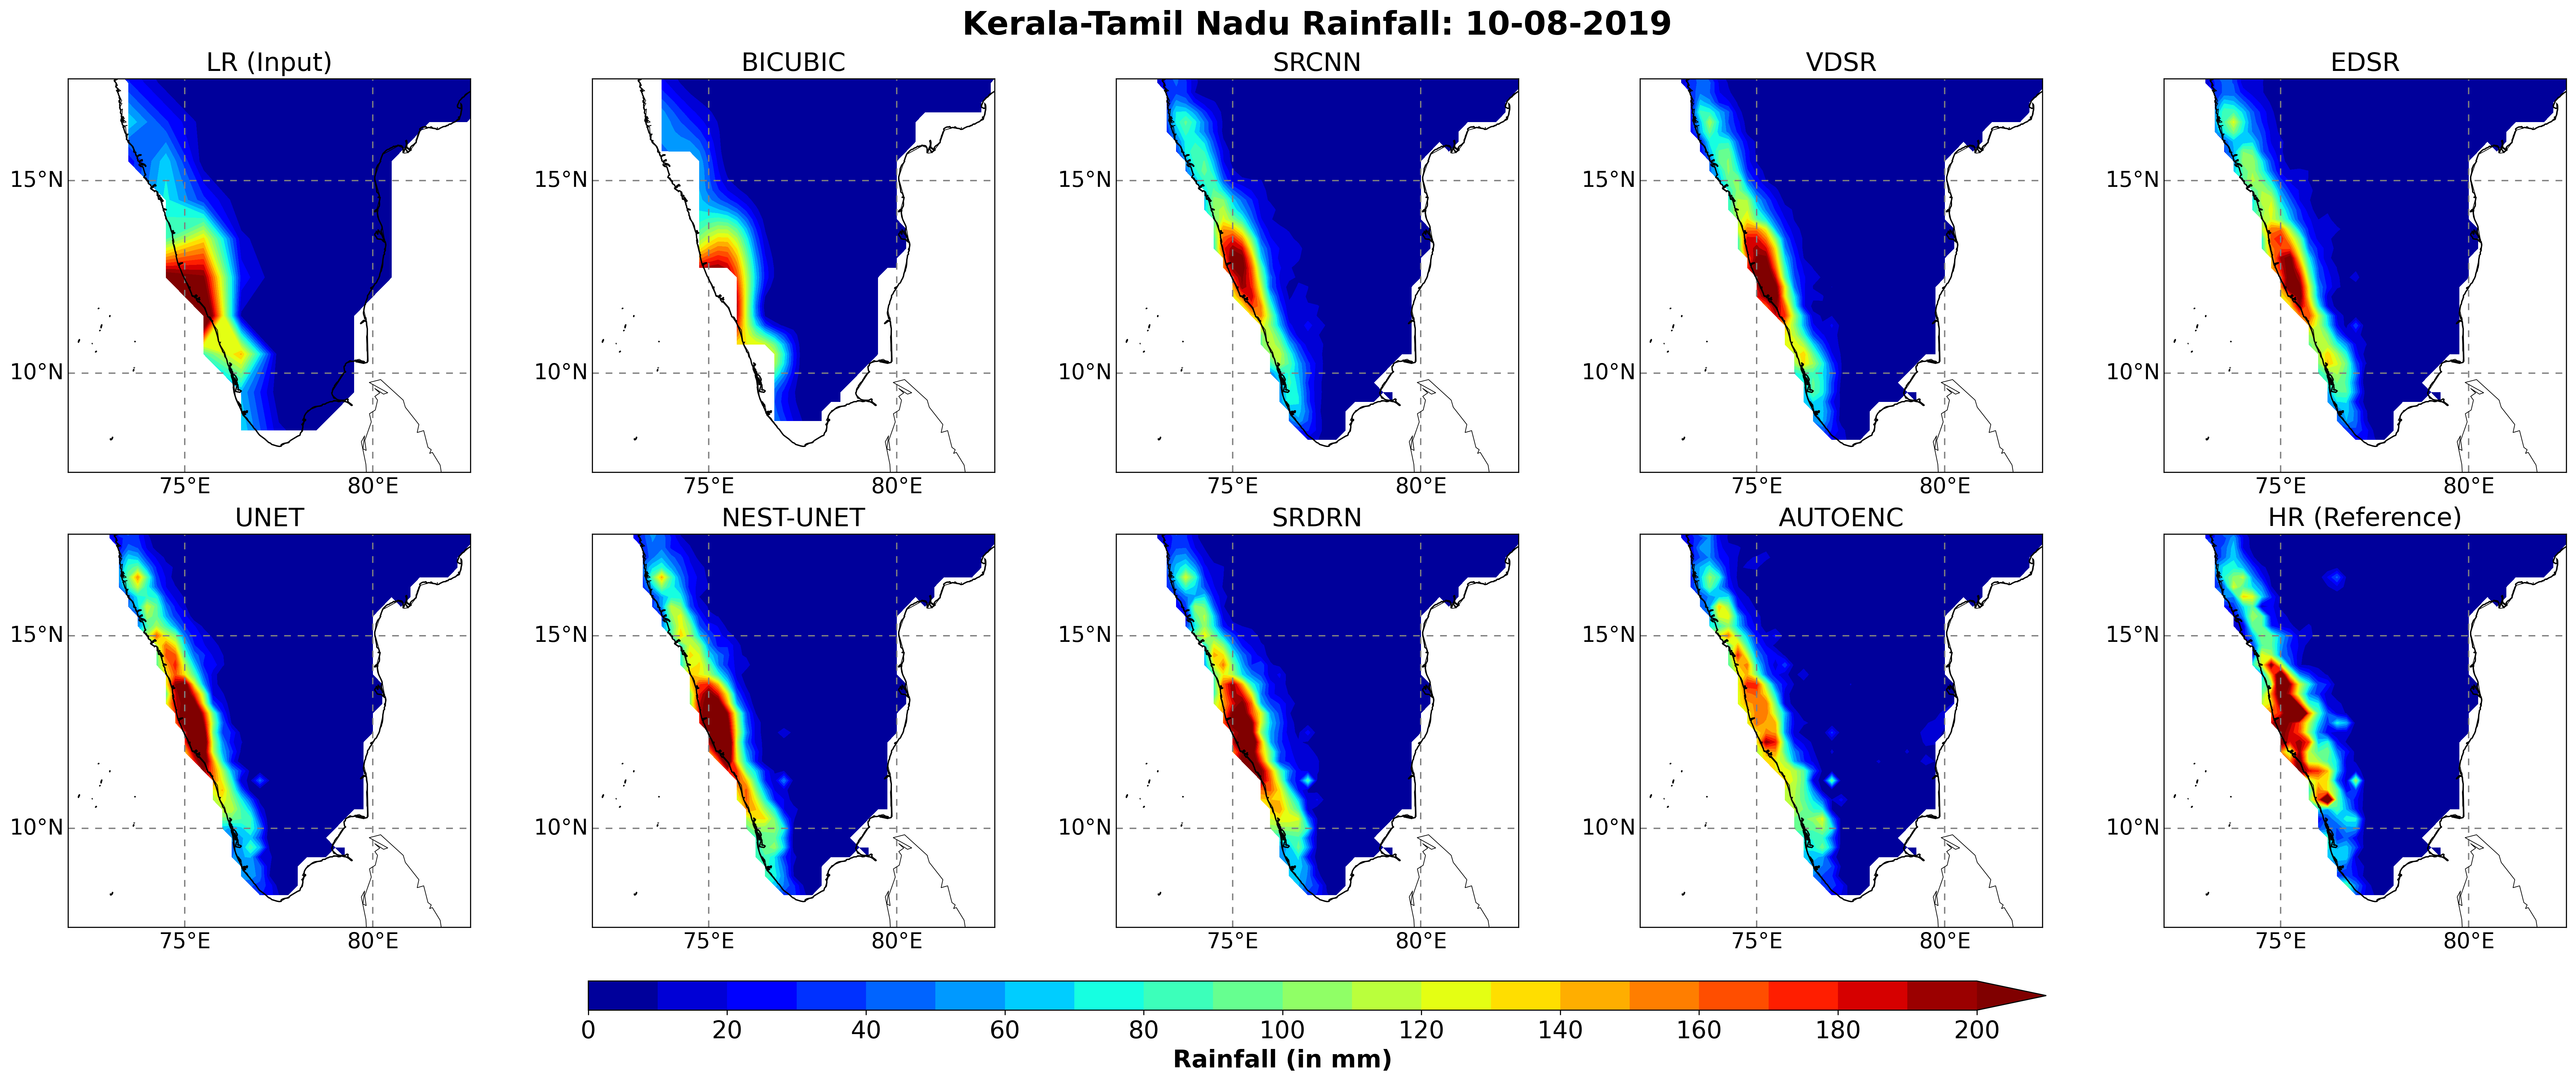 Kerala-Tamil Nadu Rainfall: 10-08-2019
LR (Input) BICUBIC SRCNN VDSR EDSR
15°N 15°N 15°N 15°N 15°N
10°N 10°N 10°N 10°N 10°N
75°E 80°E 75°E 80°E 75°E 80°E 75°E 80°E 75°E 80°E
UNET NEST-UNET SRDRN AUTOENC HR (Reference)
15°N 15°N 15°N 15°N 15°N
10°N 10°N 10°N 10°N 10°N
75°E 80°E 75°E 80°E 75°E 80°E 75°E 80°E 75°E 80°E
0 20 40 60 80 100 120 140 160 180 200
Rainfall (in mm)